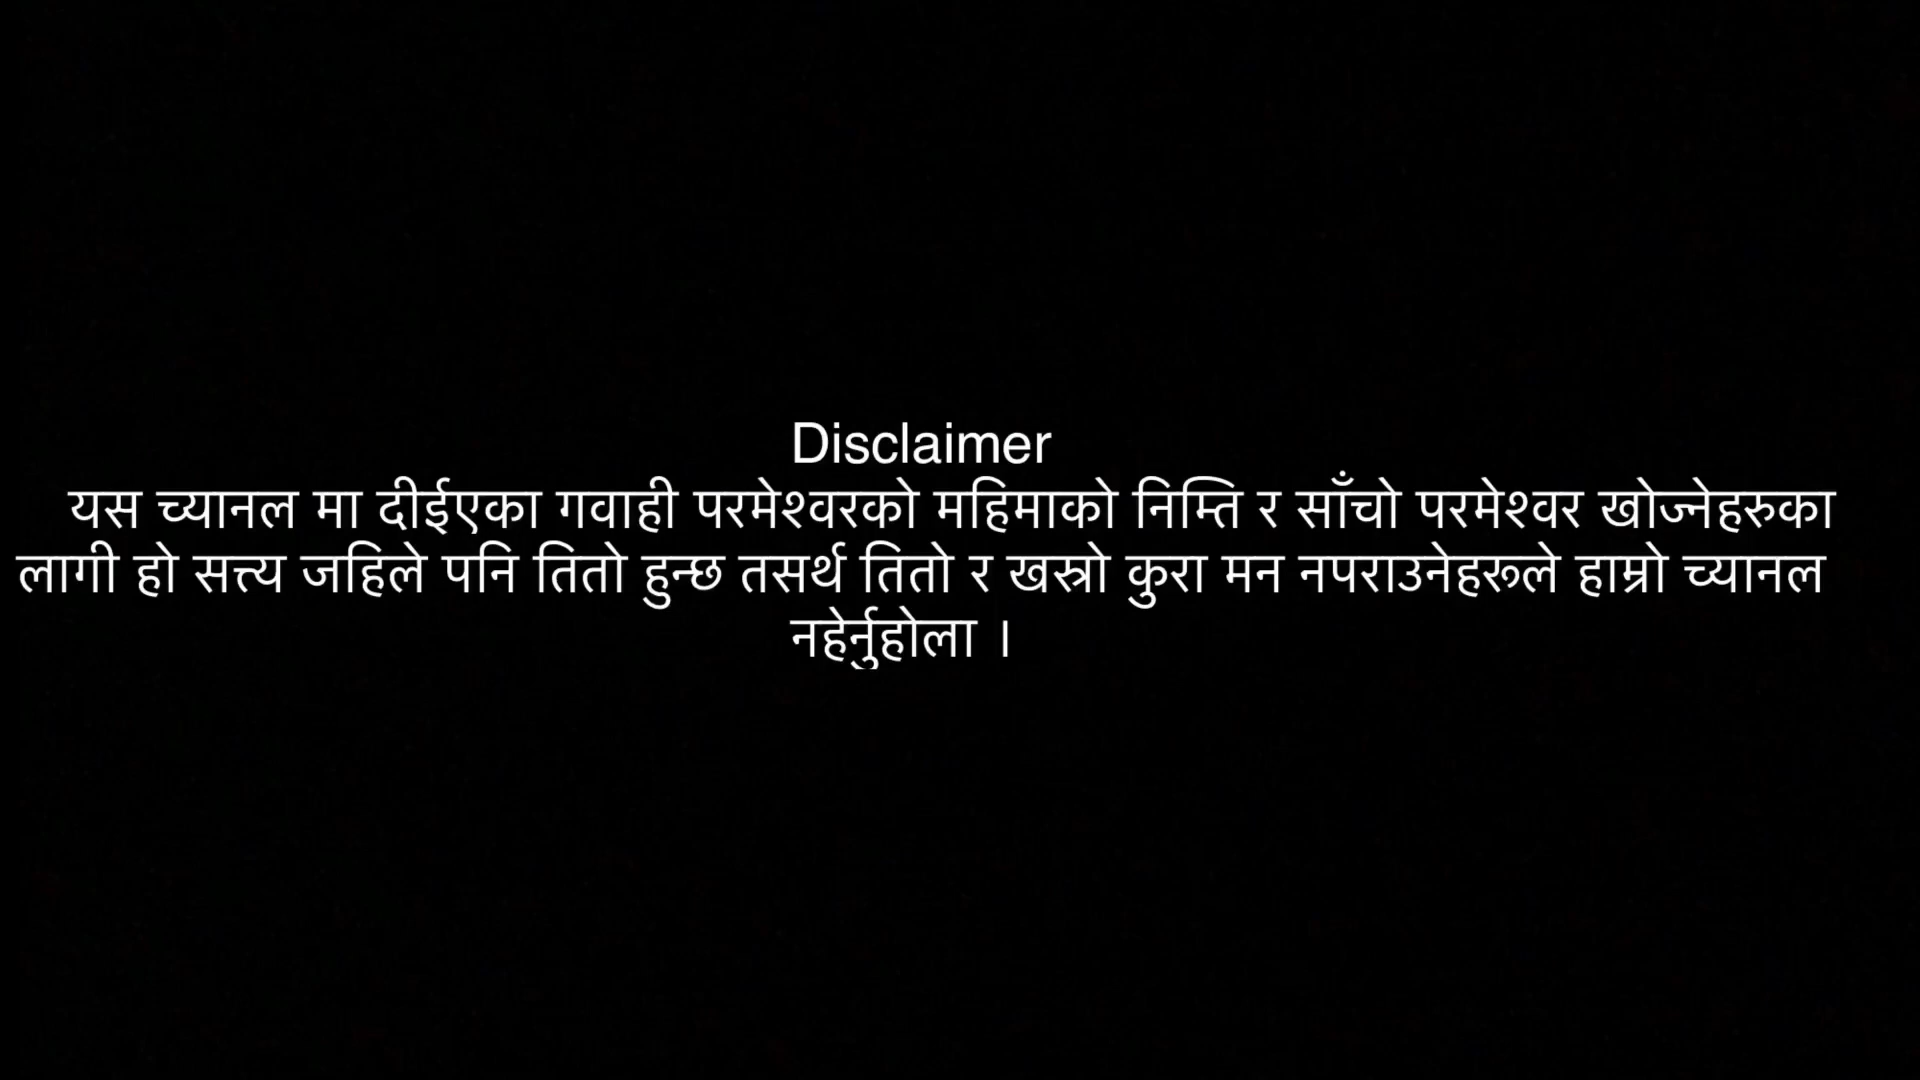 Disclaimer
यस च्यानल मा दीईएका गवाही परमेश्वरको महिमाको निम्ति र साँचो परमेश्वर खोज्नेहरुका
लागी हो सत्त्य जहिले पनि तितो हुन्छ तसर्थ तितो र खस्रो कुरा मन नपराउनेहरूले हाम्रो च्यानल
नहेर्नुहोला ।